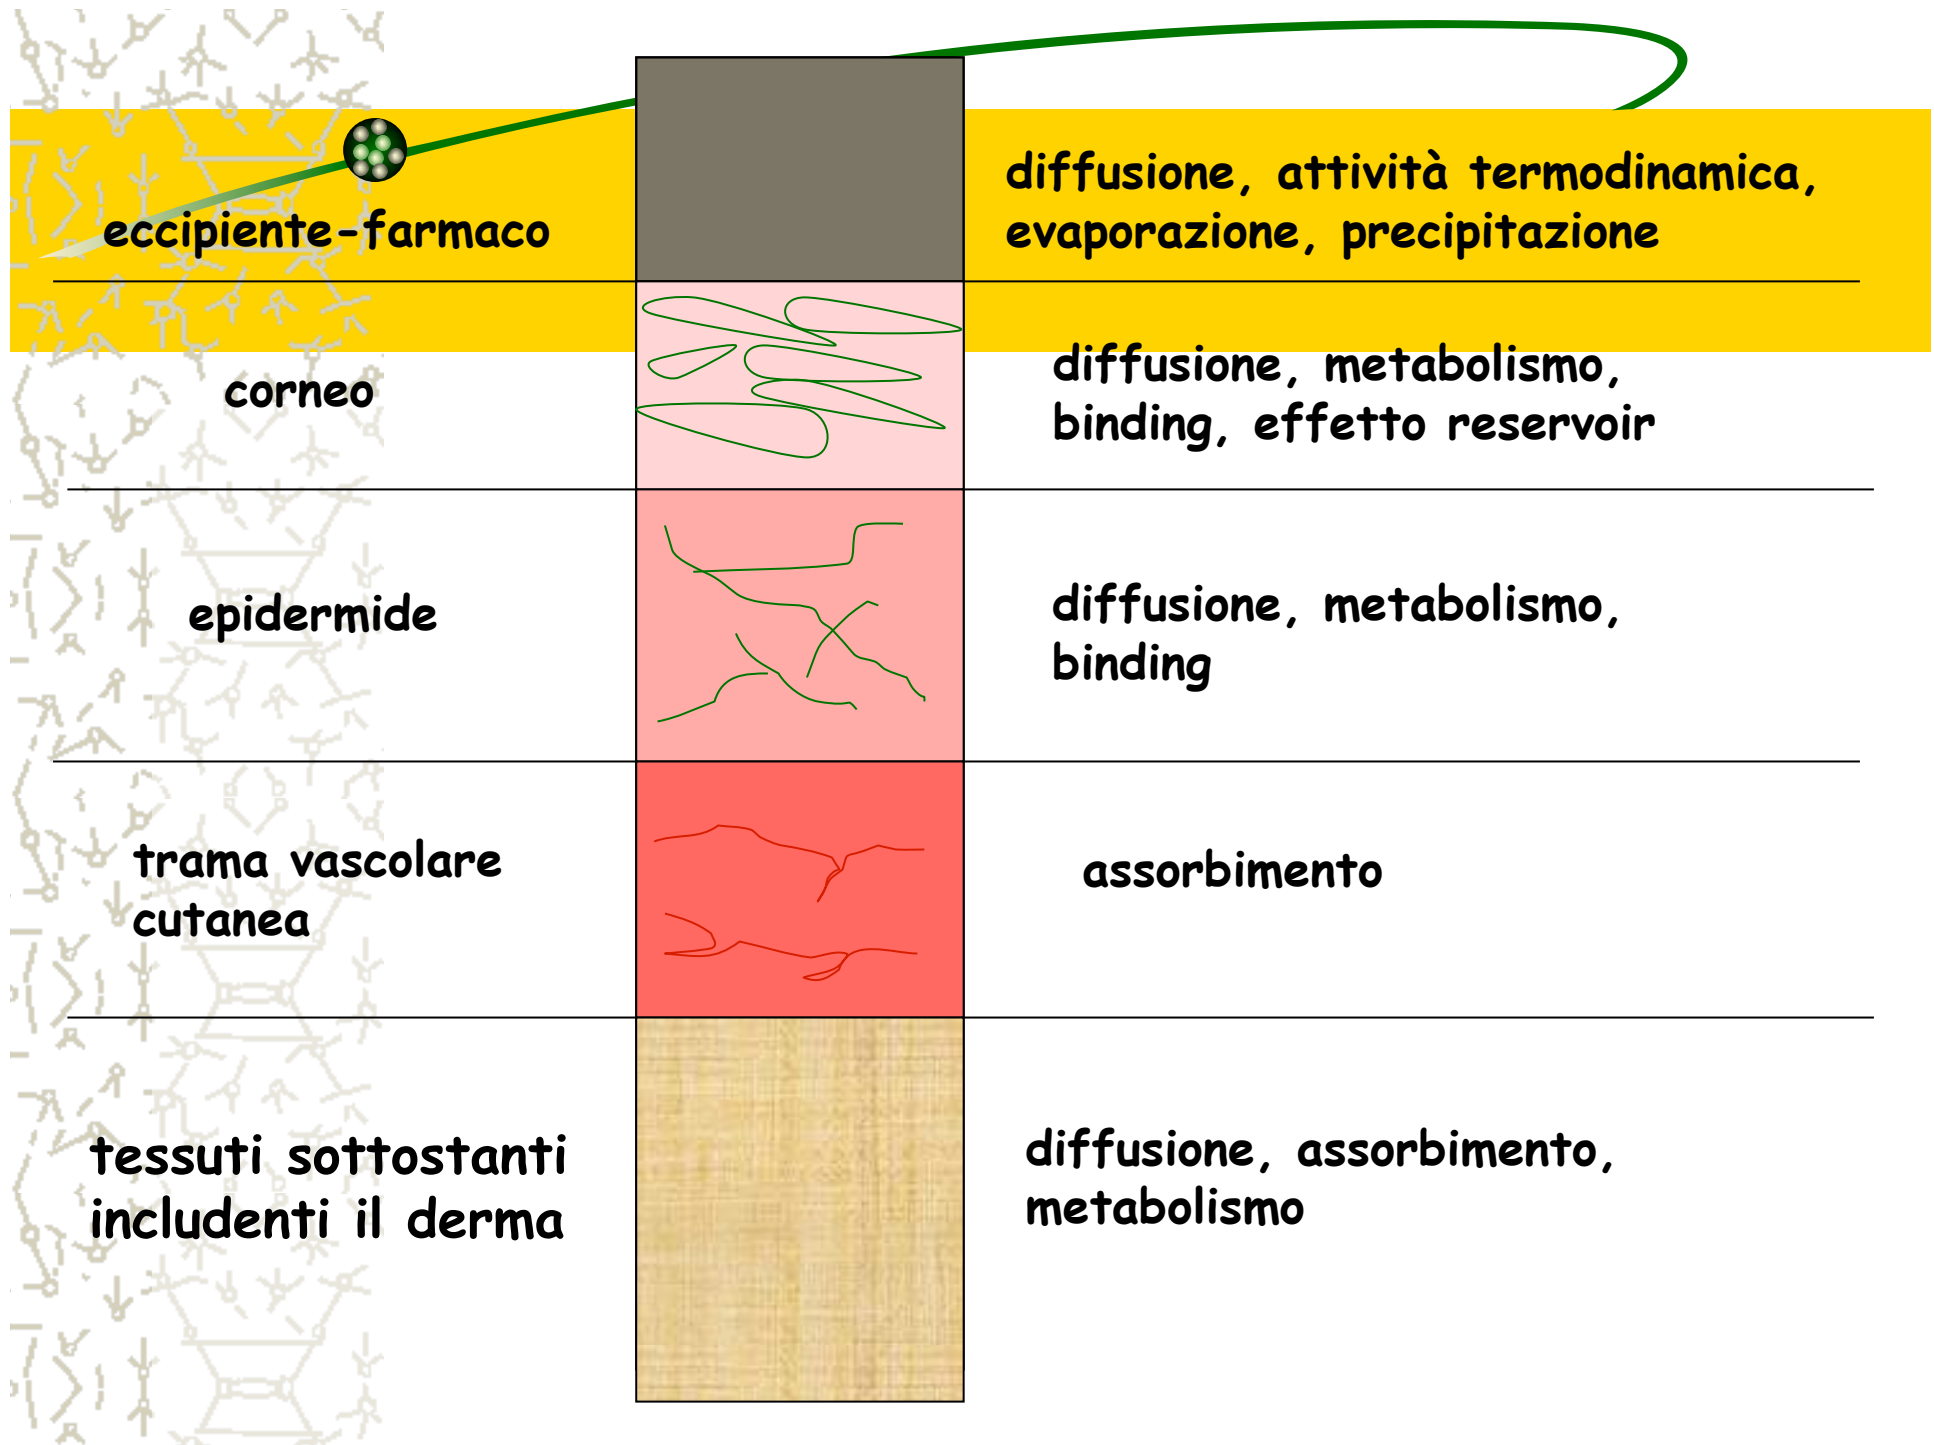 eccipiente-farmaco
diffusione, attività termodinamica,
evaporazione, precipitazione
corneo
diffusione, metabolismo,
binding, effetto reservoir
epidermide
diffusione, metabolismo,
binding
trama vascolare
cutanea
assorbimento
tessuti sottostanti
includenti il derma
diffusione, assorbimento,
metabolismo